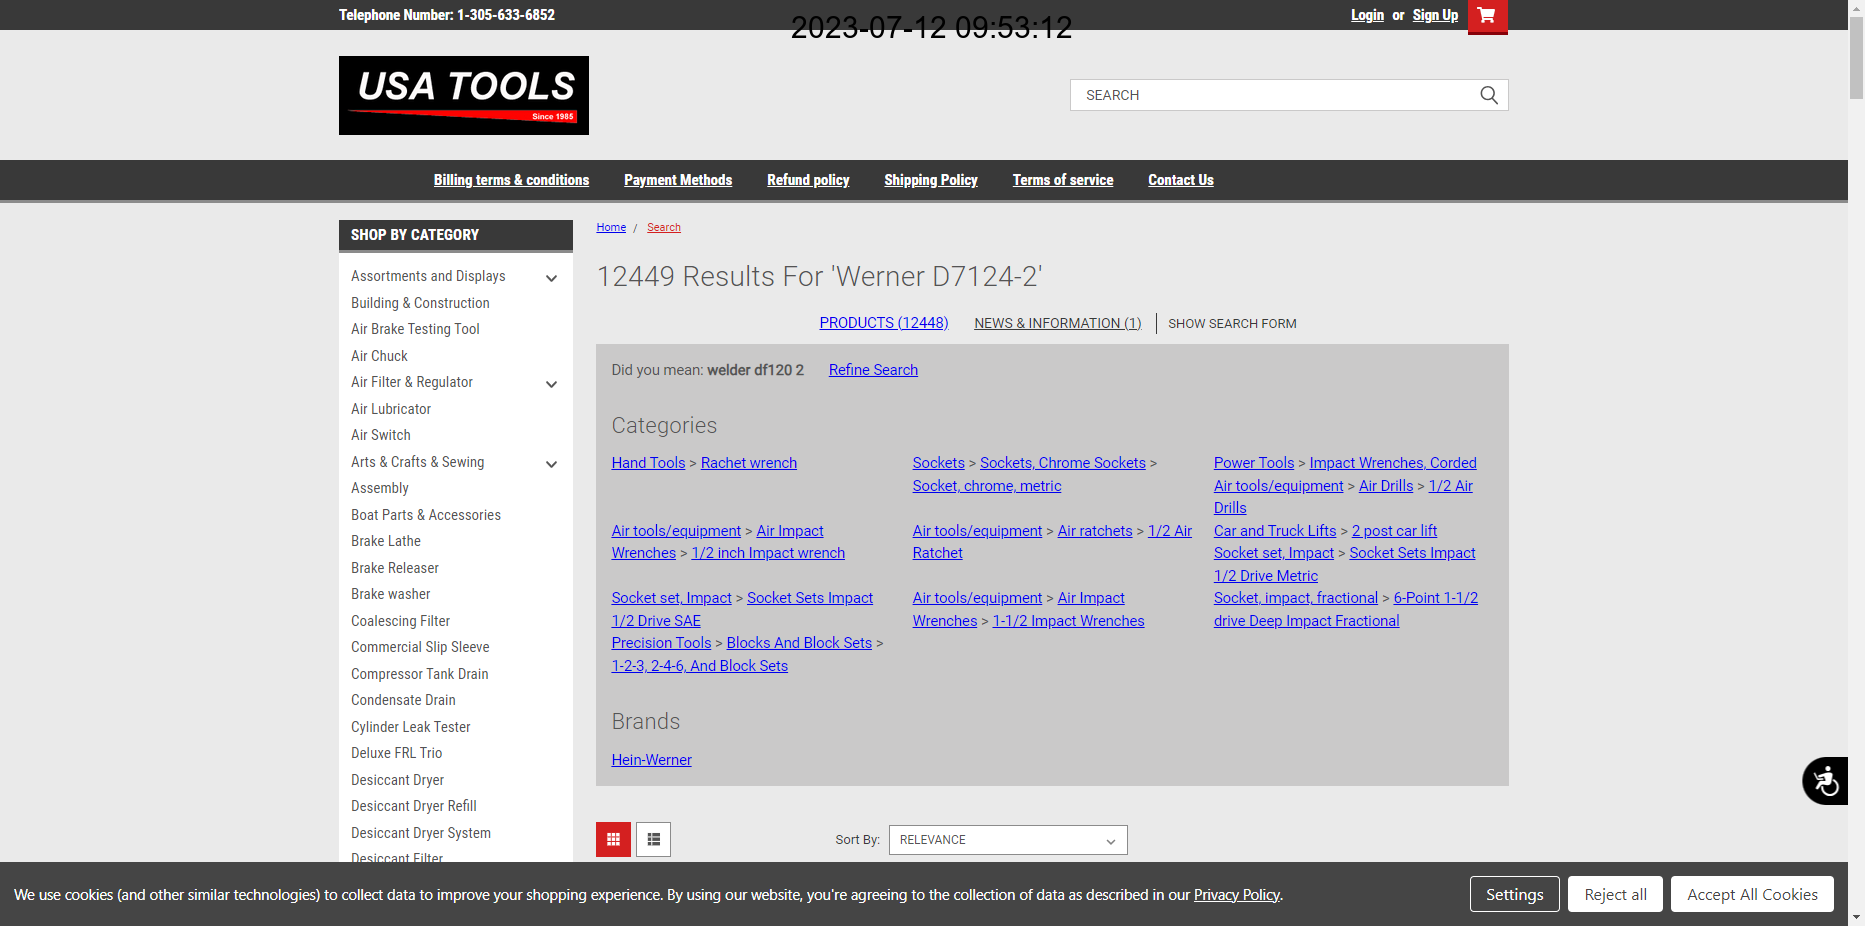 Telephone Number: 1-305-633-6852
2023-07-12 09:53:12
Login or Sign Up
USA TOOLS
Since 1985
SEARCH
Billing terms & conditions
Payment Methods
Refund policy
Shipping Policy
Terms of service
Contact Us
SHOP BY CATEGORY
Assortments and Displays
Building & Construction
Air Brake Testing Tool
Air Chuck
Air Filter & Regulator
Air Lubricator
Air Switch
Arts & Crafts & Sewing
Assembly
Boat Parts & Accessories
Brake Lathe
Brake Releaser
Brake washer
Coalescing Filter
Commercial Slip Sleeve
Compressor Tank Drain
Condensate Drain
Cylinder Leak Tester
Deluxe FRL Trio
Desiccant Dryer
Desiccant Dryer Refill
Desiccant Dryer System
Desiccant Filter
Home / Search
12449 Results For 'Werner D7124-2'
PRODUCTS (12448)
NEWS & INFORMATION (1)
SHOW SEARCH FORM
Did you mean: welder df120 2
Refine Search
Categories
Hand Tools > Rachet wrench
Sockets > Sockets, Chrome Sockets >
Socket, chrome, metric
Power Tools > Impact Wrenches, Corded
Air tools/equipment > Air Drills > 1/2 Air
Drills
Air tools/equipment > Air Impact
Wrenches > 1/2 inch Impact wrench
Air tools/equipment > Air ratchets > 1/2 Air
Ratchet
Car and Truck Lifts > 2 post car lift
Socket set, Impact > Socket Sets Impact
1/2 Drive Metric
Socket set, Impact > Socket Sets Impact
1/2 Drive SAE
Air tools/equipment > Air Impact
Wrenches > 1-1/2 Impact Wrenches
Socket, impact, fractional > 6-Point 1-1/2
drive Deep Impact Fractional
Precision Tools > Blocks And Block Sets >
1-2-3, 2-4-6, And Block Sets
Brands
Hein-Werner
Sort By: RELEVANCE
We use cookies (and other similar technologies) to collect data to improve your shopping experience. By using our website, you're agreeing to the collection of data as described in our Privacy Policy.
Settings
Reject all
Accept All Cookies